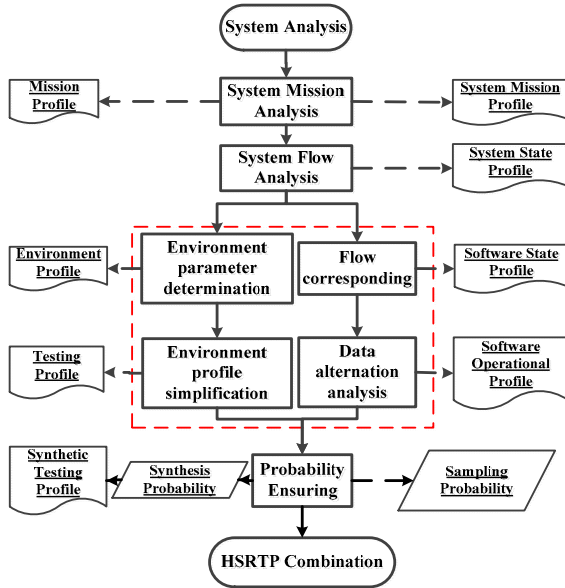 System Analysis
Mission
Profile
System Mission
Analysis
System Mission
Profile
System Flow
Analysis
System State
Profile
Environment
Profile
Environment
parameter
determination
Flow
corresponding
Software State
Profile
Testing
Profile
Environment
profile
simplification
Data
alternation
analysis
Software
Operational
Profile
Synthetic
Testing
Profile
Synthesis
Probability
Probability
Ensuring
Sampling
Probability
HSRTP Combination